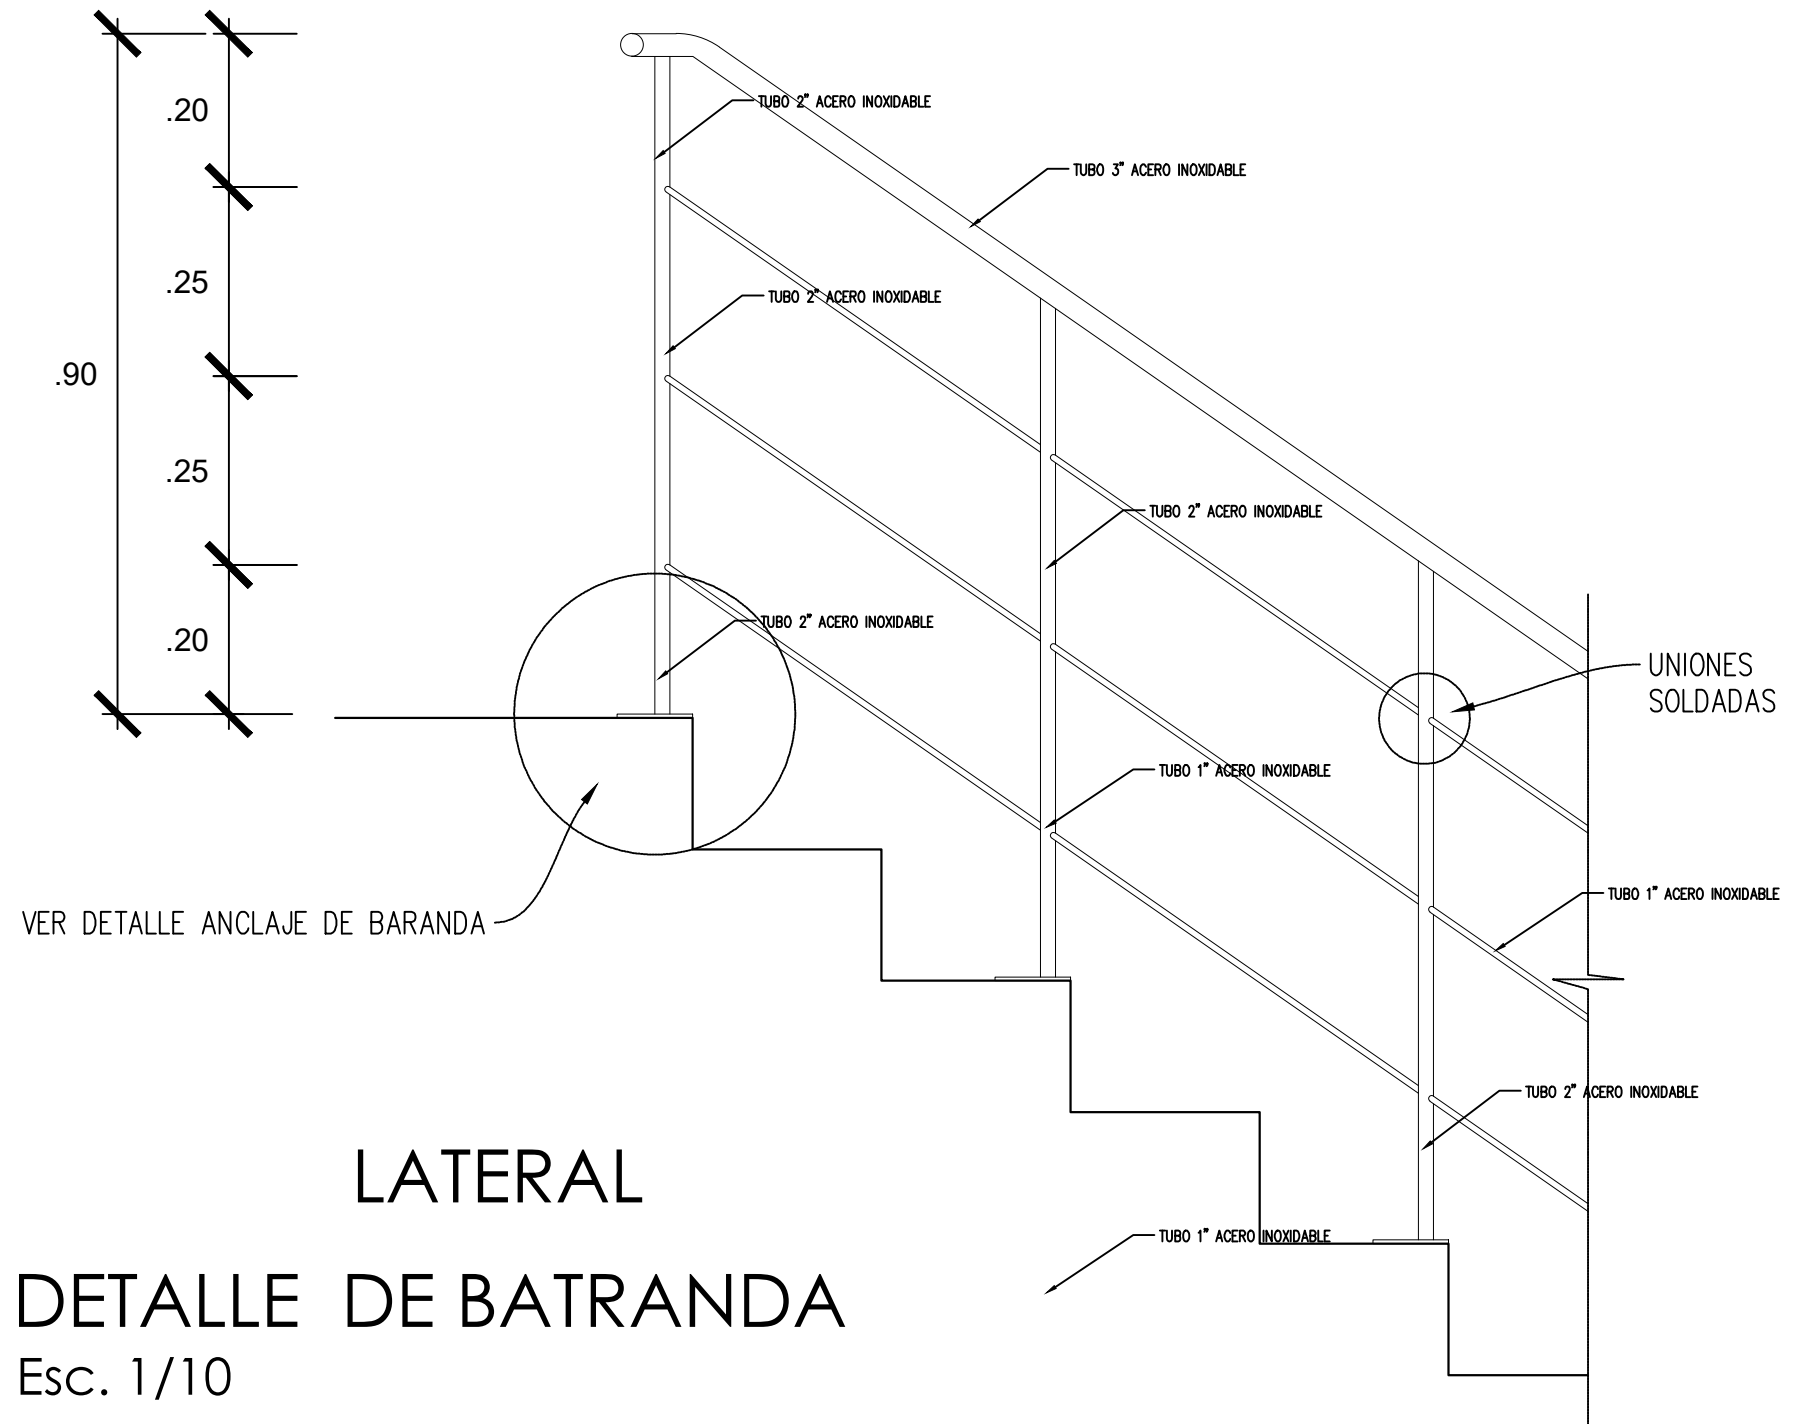 .20
TUBO 2" ACERO INOXIDABLE
TUBO 3" ACERO INOXIDABLE
.25
TUBO 2" ACERO INOXIDABLE
.90
.25
TUBO 2" ACERO INOXIDABLE
.20
TUBO 2" ACERO INOXIDABLE
UNIONES
SOLDADAS
TUBO 1" ACERO INOXIDABLE
TUBO 1" ACERO INOXIDABLE
VER DETALLE ANCLAJE DE BARANDA
TUBO 2" ACERO INOXIDABLE
LATERAL
TUBO 1" ACERO INOXIDABLE
DETALLE DE BATRANDA
Esc. 1/10